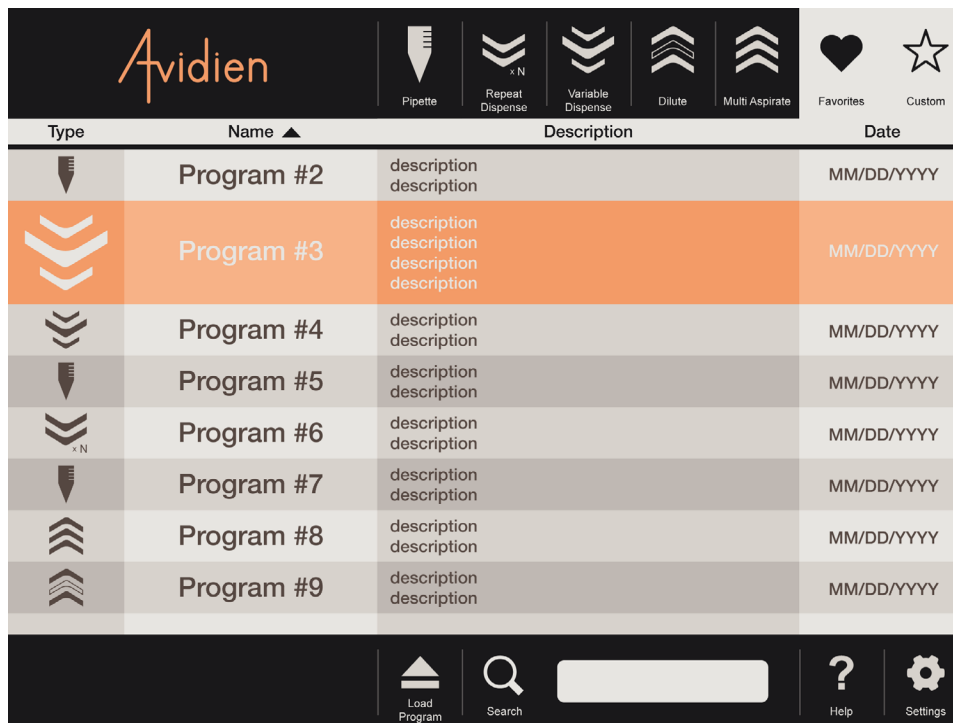 Avidien
Pipette
× N
Repeat
Dispense
Variable
Dispense
Dilute
Multi Aspirate
Favorites
Custom
Type
Name
Description
Date
Program #2
description
description
MM/DD/YYYY
Program #3
description
description
description
description
MM/DD/YYYY
Program #4
description
description
MM/DD/YYYY
Program #5
description
description
MM/DD/YYYY
× N
Program #6
description
description
MM/DD/YYYY
Program #7
description
description
MM/DD/YYYY
Program #8
description
description
MM/DD/YYYY
Program #9
description
description
MM/DD/YYYY
Load
Program
Search
?
Help
Settings